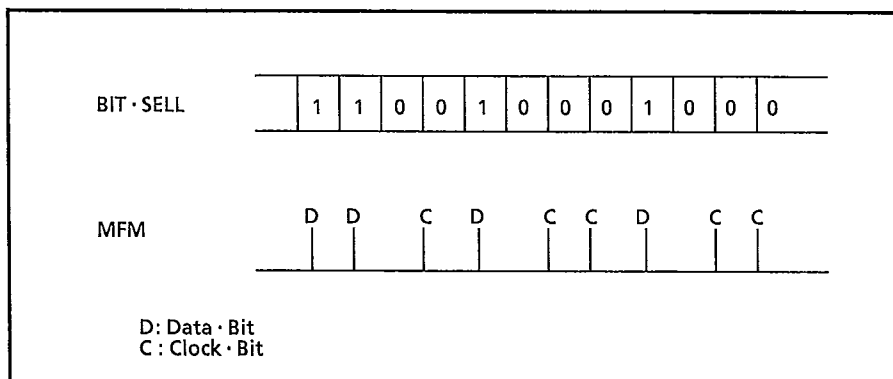 BIT · SELL 1 1 0 0 1 0 0 0 1 0 0 0
D D C D C C D C C
MFM
D: Data · Bit
C : Clock · Bit